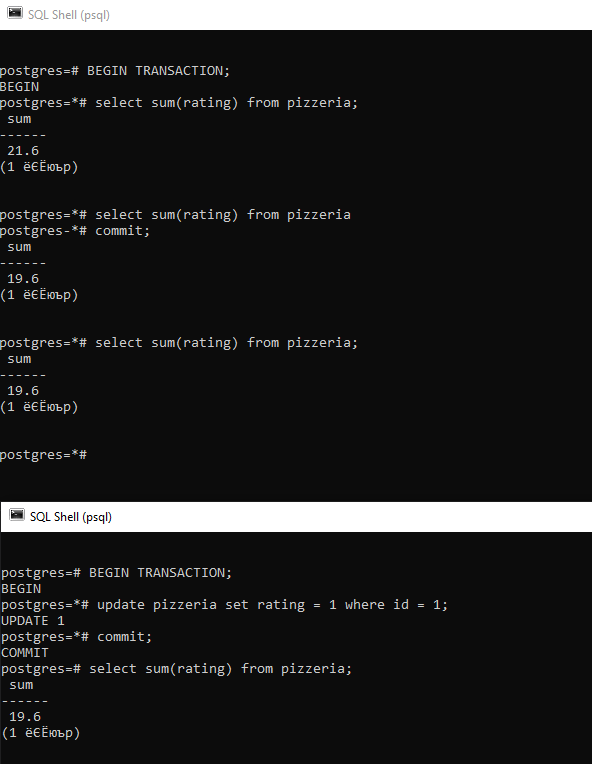 SQL Shell (psql)
postgres=# BEGIN TRANSACTION;
BEGIN
postgres=*# select sum(rating) from pizzeria;
sum
------
21.6
(1 ёЄЁюър)
postgres=*# select sum(rating) from pizzeria
postgres-*# commit;
sum
------
19.6
(1 ёЄЁюър)
postgres=*# select sum(rating) from pizzeria;
sum
------
19.6
(1 ёЄЁюър)
postgres=*#
SQL Shell (psql)
postgres=# BEGIN TRANSACTION;
BEGIN
postgres=*# update pizzeria set rating = 1 where id = 1;
UPDATE 1
postgres=*# commit;
COMMIT
postgres=# select sum(rating) from pizzeria;
sum
------
19.6
(1 ёЄЁюър)